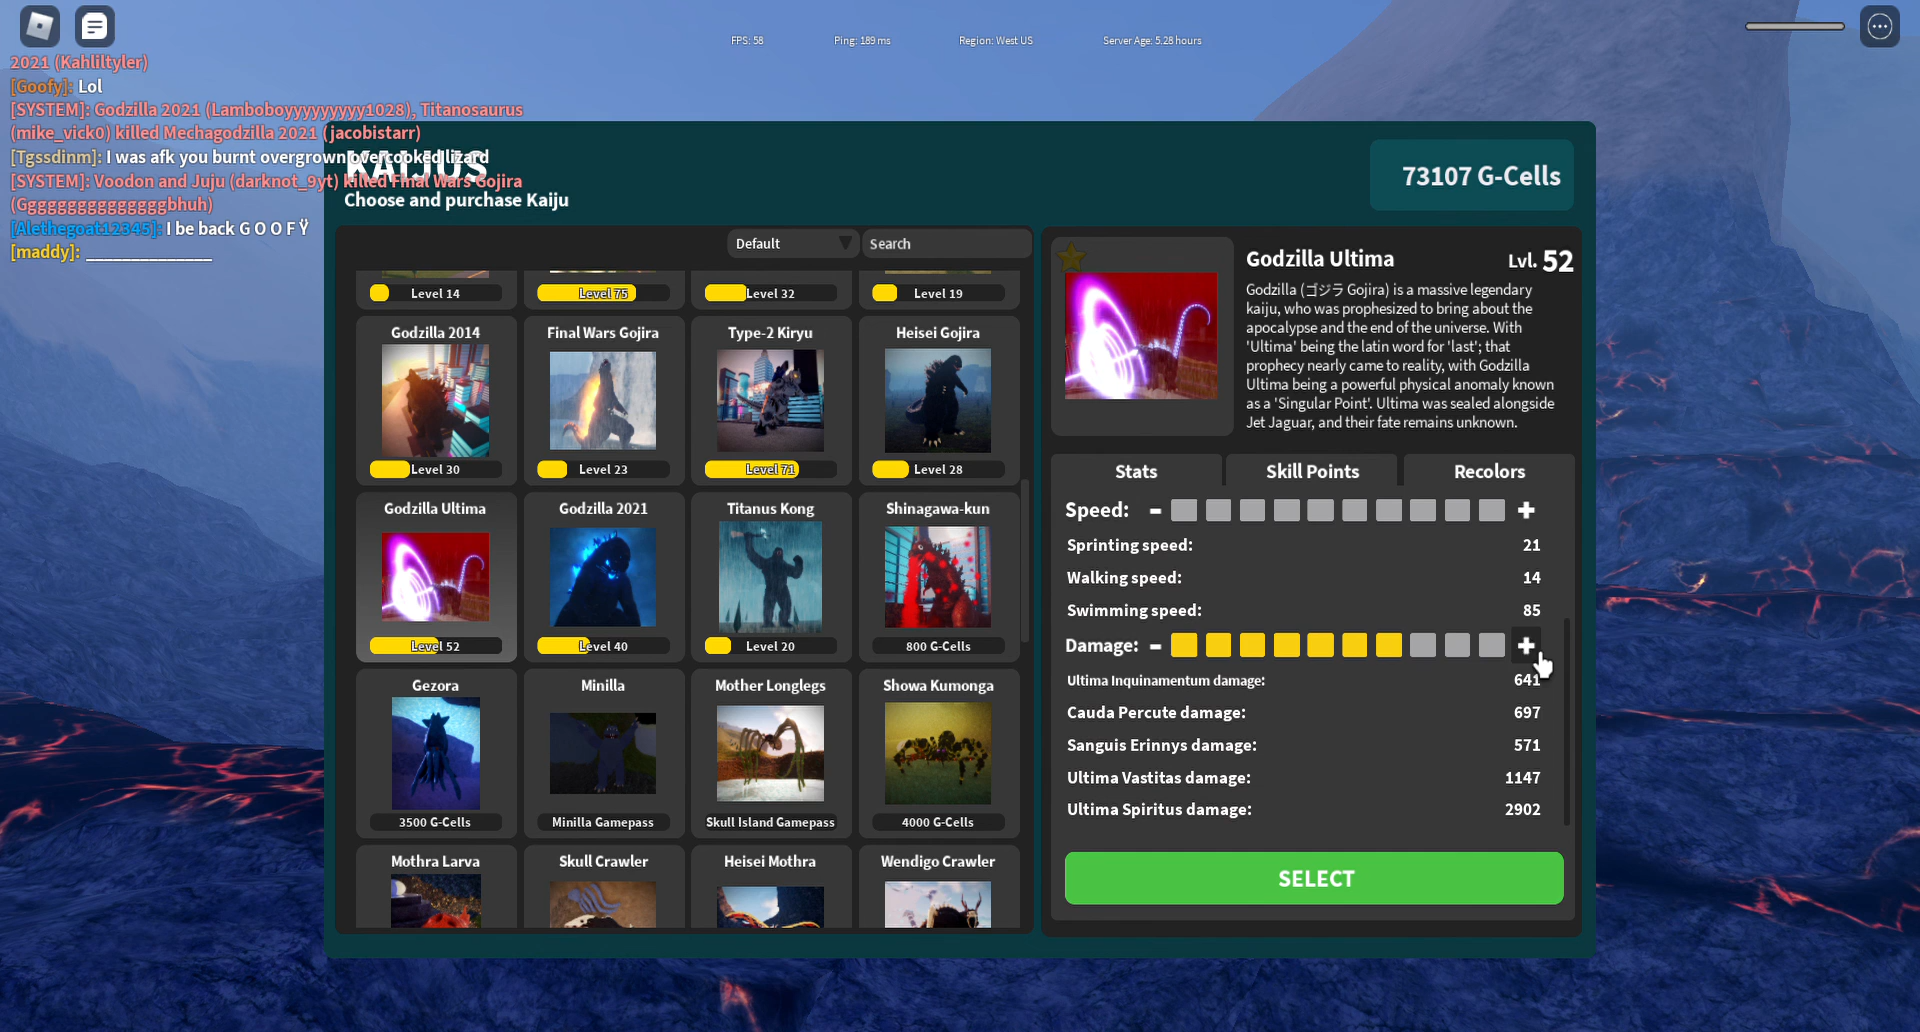 FPS: 58
Ping: 189 ms
Region: West US
Server Age: 5.28 hours
2021 (Kahliltyler)
[Goofy]: Lol
[SYSTEM]: Godzilla 2021 (Lamboboyyyyyyyyy1028), Titanosaurus
(mike_vick0) killed Mechagodzilla 2021 (jacobistarr)
[Tgssdinm]: I was afk you burnt overgrown overcooked lizard
[SYSTEM]: Voodon and Juju (darknot_9yt) killed Final Wars Gojira
(Ggggggggggggggggbhuh)
[Alethegoat12345]: I be back G O O F Ÿ
[maddy]: _______________
KAIJUS
Choose and purchase Kaiju
73107 G-Cells
Default
Search
Level 14
Level 75
Level 32
Level 19
Godzilla 2014
Final Wars Gojira
Type-2 Kiryu
Heisei Gojira
Level 30
Level 23
Level 71
Level 28
Godzilla Ultima
Godzilla 2021
Titanus Kong
Shinagawa-kun
Level 52
Level 40
Level 20
800 G-Cells
Gezora
Minilla
Mother Longlegs
Showa Kumonga
3500 G-Cells
Minilla Gamepass
Skull Island Gamepass
4000 G-Cells
Mothra Larva
Skull Crawler
Heisei Mothra
Wendigo Crawler
Godzilla Ultima
Lvl. 52
Godzilla (ゴジラ Gojira) is a massive legendary
kaiju, who was prophesized to bring about the
apocalypse and the end of the universe. With
'Ultima' being the latin word for 'last'; that
prophecy nearly came to reality, with Godzilla
Ultima being a powerful physical anomaly known
as a 'Singular Point'. Ultima was sealed alongside
Jet Jaguar, and their fate remains unknown.
Stats
Skill Points
Recolors
Speed: - +
Sprinting speed: 21
Walking speed: 14
Swimming speed: 85
Damage: - +
Ultima Inquinamentum damage: 641
Cauda Percute damage: 697
Sanguis Erinnys damage: 571
Ultima Vastitas damage: 1147
Ultima Spiritus damage: 2902
SELECT